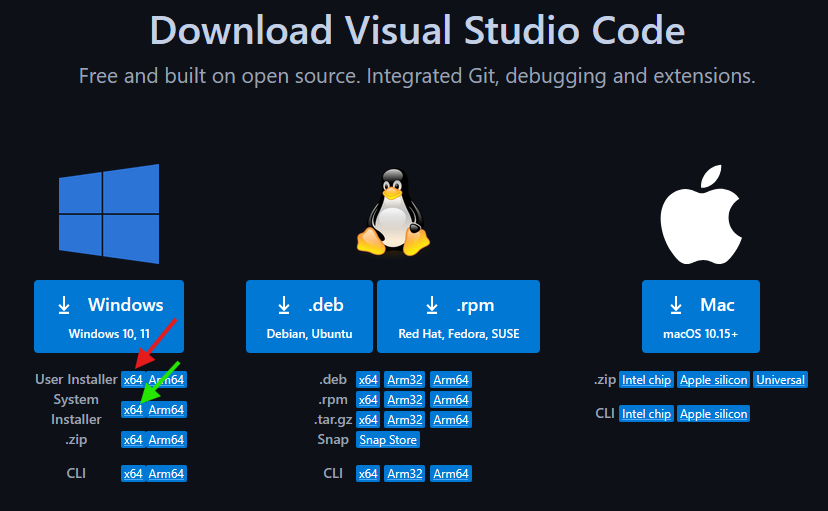 Download Visual Studio Code
Free and built on open source. Integrated Git, debugging and extensions.
Windows
Windows 10, 11
User Installer x64 Arm64
System
Installer x64 Arm64
.zip x64 Arm64
CLI x64 Arm64
.deb
Debian, Ubuntu
.rpm
Red Hat, Fedora, SUSE
.deb x64 Arm32 Arm64
.rpm x64 Arm32 Arm64
.tar.gz x64 Arm32 Arm64
Snap Snap Store
CLI x64 Arm32 Arm64
Mac
macOS 10.15+
.zip Intel chip Apple silicon Universal
CLI Intel chip Apple silicon